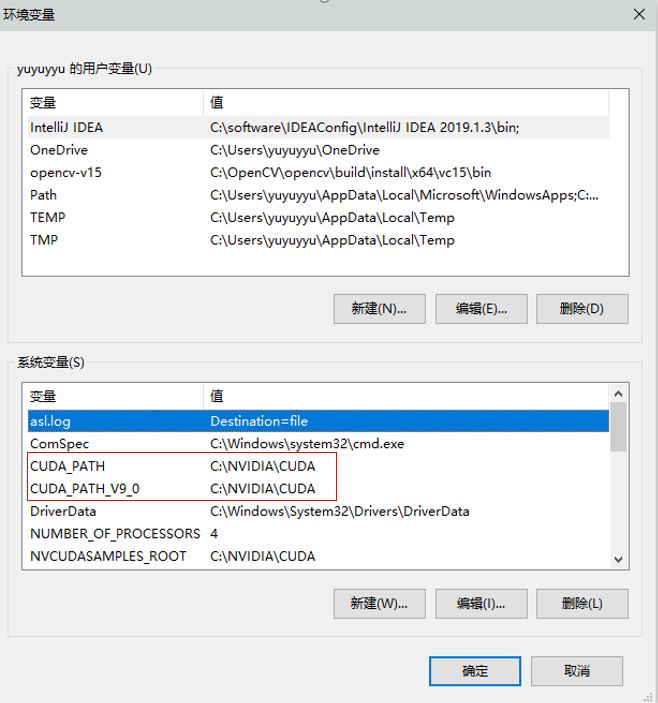 环境变量
yuyuyyu 的用户变量(U)
变量 值
IntelliJ IDEA C:\software\IDEAConfig\IntelliJ IDEA 2019.1.3\bin;
OneDrive C:\Users\yuyuyyu\OneDrive
opencv-v15 C:\OpenCV\opencv\build\install\x64\vc15\bin
Path C:\Users\yuyuyyu\AppData\Local\Microsoft\WindowsApps;C:...
TEMP C:\Users\yuyuyyu\AppData\Local\Temp
TMP C:\Users\yuyuyyu\AppData\Local\Temp
新建(N)... 编辑(E)... 删除(D)
系统变量(S)
变量 值
asl.log Destination=file
ComSpec C:\Windows\system32\cmd.exe
CUDA_PATH C:\NVIDIA\CUDA
CUDA_PATH_V9_0 C:\NVIDIA\CUDA
DriverData C:\Windows\System32\Drivers\DriverData
NUMBER_OF_PROCESSORS 4
NVCUDASAMPLES_ROOT C:\NVIDIA\CUDA
新建(W)... 编辑(I)... 删除(L)
确定 取消